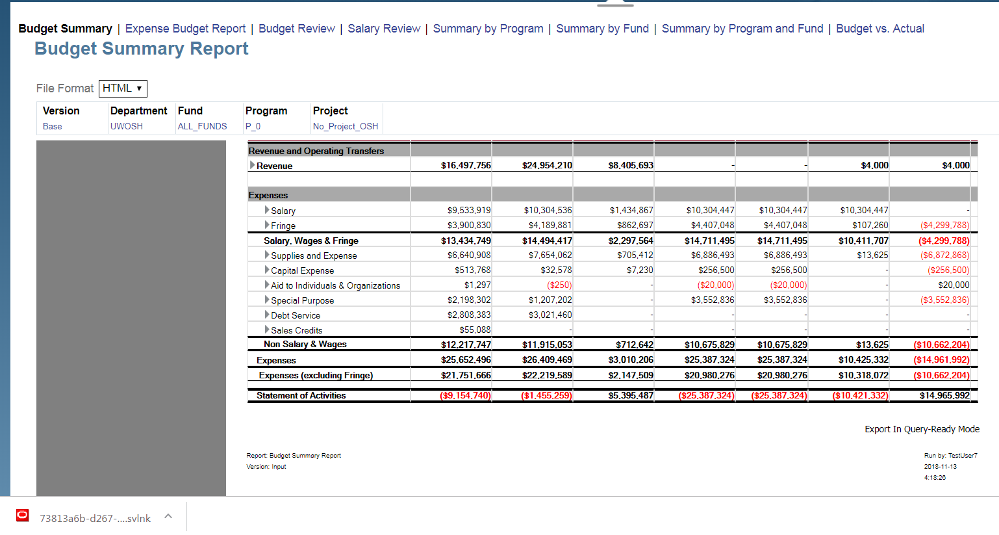 Budget Summary | Expense Budget Report | Budget Review | Salary Review | Summary by Program | Summary by Fund | Summary by Program and Fund | Budget vs. Actual
Budget Summary Report
File Format HTML ▼
Version Department Fund Program Project
Base UWOSH ALL_FUNDS P_0 No_Project_OSH
Revenue and Operating Transfers
Revenue $16,497,756 $24,954,210 $8,405,693 - - $4,000 $4,000
Expenses
Salary $9,533,919 $10,304,536 $1,434,867 $10,304,447 $10,304,447 $10,304,447 -
Fringe $3,900,830 $4,189,881 $862,697 $4,407,048 $4,407,048 $107,260 ($4,299,788)
Salary, Wages & Fringe $13,434,749 $14,494,417 $2,297,564 $14,711,495 $14,711,495 $10,411,707 ($4,299,788)
Supplies and Expense $6,640,908 $7,654,062 $705,412 $6,886,493 $6,886,493 $13,625 ($6,872,868)
Capital Expense $513,768 $32,578 $7,230 $256,500 $256,500 - ($256,500)
Aid to Individuals & Organizations $1,297 ($250) - ($20,000) ($20,000) - $20,000
Special Purpose $2,198,302 $1,207,202 - $3,552,836 $3,552,836 - ($3,552,836)
Debt Service $2,808,383 $3,021,460 - - - - -
Sales Credits $55,088 - - - - - -
Non Salary & Wages $12,217,747 $11,915,053 $712,642 $10,675,829 $10,675,829 $13,625 ($10,662,204)
Expenses $25,652,496 $26,409,469 $3,010,206 $25,387,324 $25,387,324 $10,425,332 ($14,961,992)
Expenses (excluding Fringe) $21,751,666 $22,219,589 $2,147,509 $20,980,276 $20,980,276 $10,318,072 ($10,662,204)
Statement of Activities ($9,154,740) ($1,455,259) $5,395,487 ($25,387,324) ($25,387,324) ($10,421,332) $14,965,992
Export In Query-Ready Mode
Report: Budget Summary Report Run by: TestUser7
Version: Input 2018-11-13
4:18:26
73813a6b-d267-....svlnk